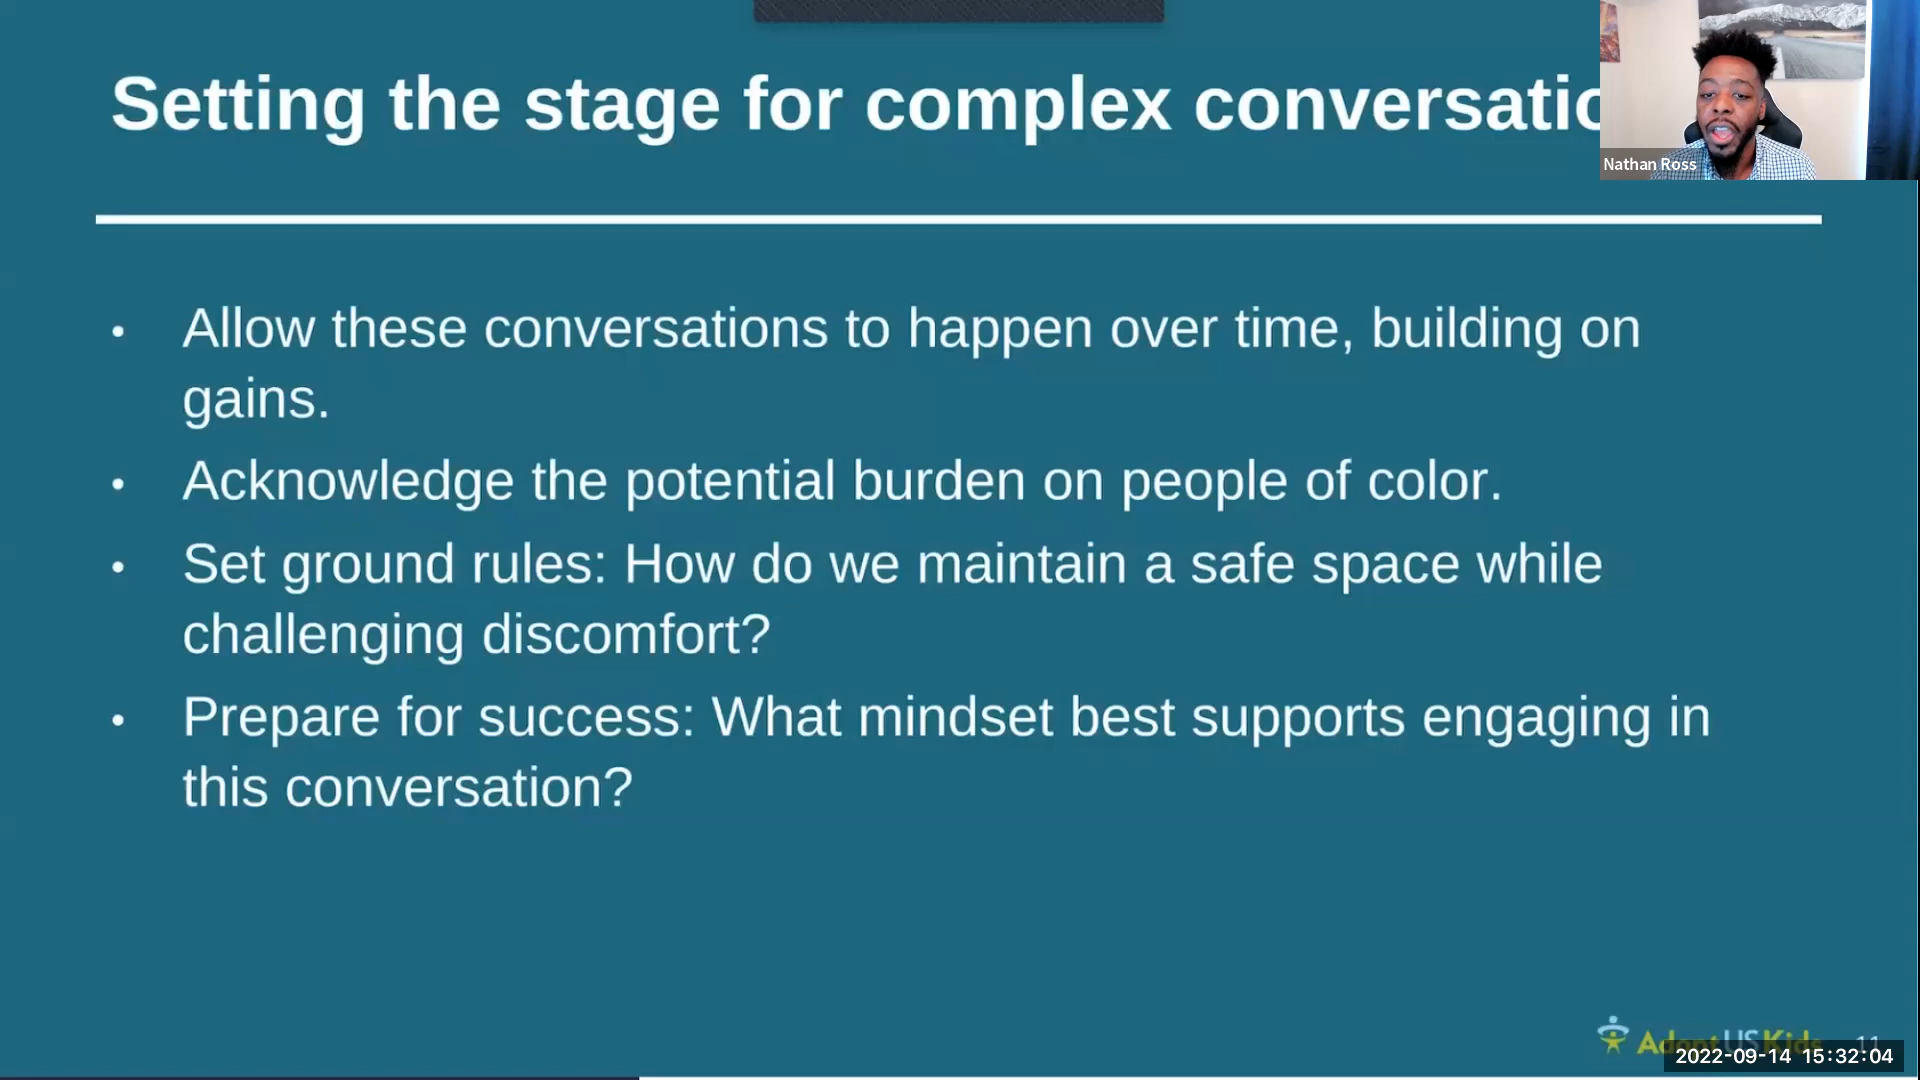 Setting the stage for complex conversatio
Nathan Ross
• Allow these conversations to happen over time, building on
gains.
• Acknowledge the potential burden on people of color.
• Set ground rules: How do we maintain a safe space while
challenging discomfort?
• Prepare for success: What mindset best supports engaging in
this conversation?
AdoptUSKids 11
2022-09-14 15:32:04